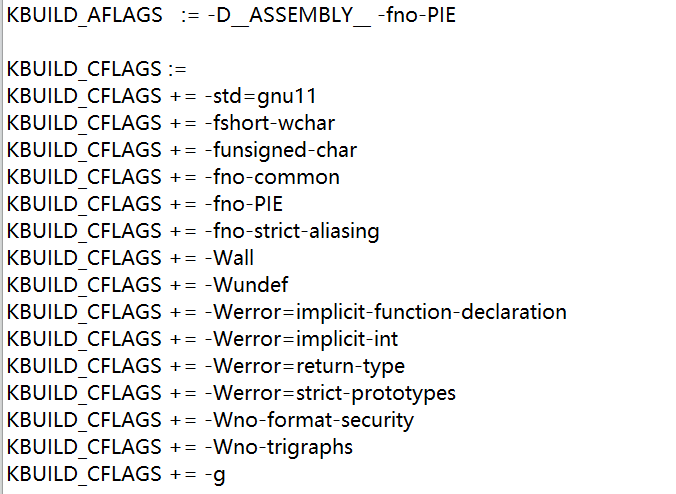 KBUILD_AFLAGS   := -D__ASSEMBLY__ -fno-PIE
KBUILD_CFLAGS :=
KBUILD_CFLAGS += -std=gnu11
KBUILD_CFLAGS += -fshort-wchar
KBUILD_CFLAGS += -funsigned-char
KBUILD_CFLAGS += -fno-common
KBUILD_CFLAGS += -fno-PIE
KBUILD_CFLAGS += -fno-strict-aliasing
KBUILD_CFLAGS += -Wall
KBUILD_CFLAGS += -Wundef
KBUILD_CFLAGS += -Werror=implicit-function-declaration
KBUILD_CFLAGS += -Werror=implicit-int
KBUILD_CFLAGS += -Werror=return-type
KBUILD_CFLAGS += -Werror=strict-prototypes
KBUILD_CFLAGS += -Wno-format-security
KBUILD_CFLAGS += -Wno-trigraphs
KBUILD_CFLAGS += -g